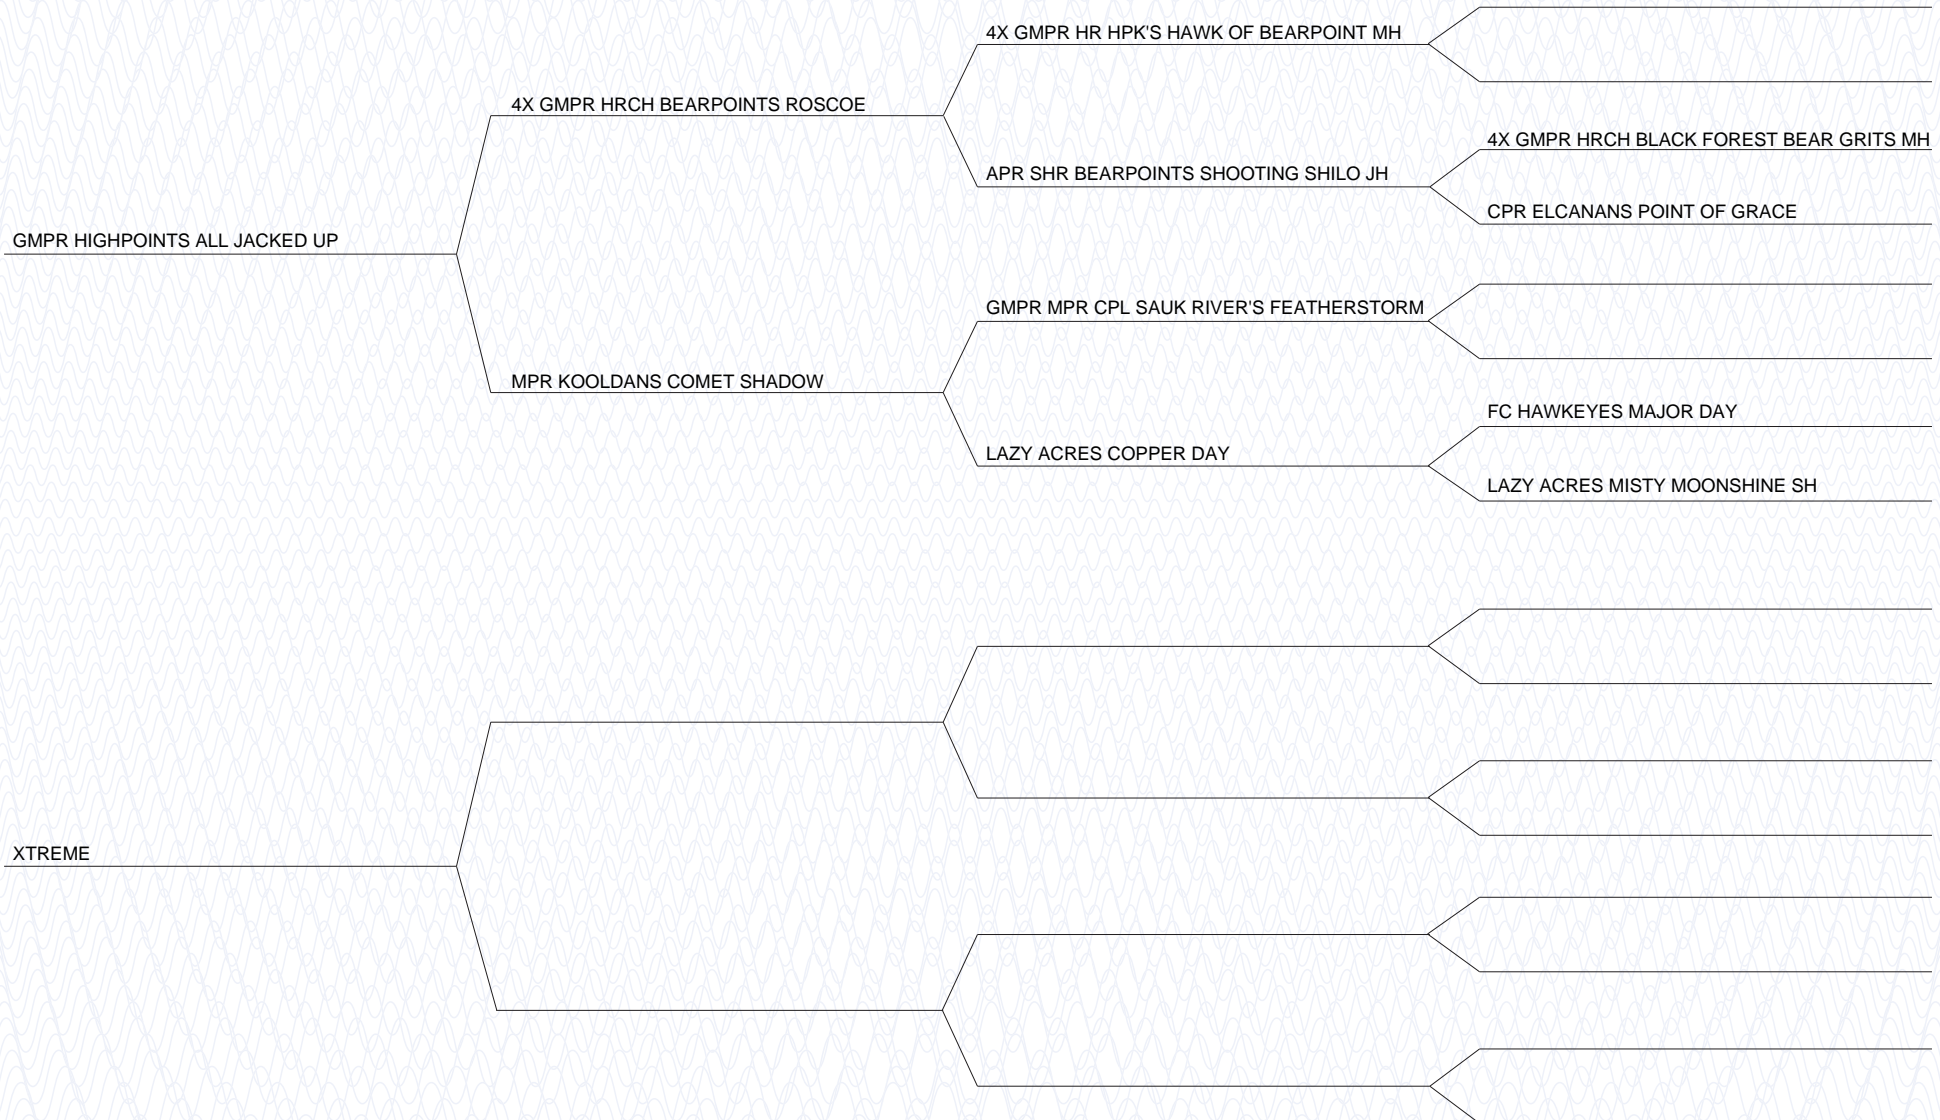 4X GMPR HR HPK'S HAWK OF BEARPOINT MH
4X GMPR HRCH BEARPOINTS ROSCOE
4X GMPR HRCH BLACK FOREST BEAR GRITS MH
APR SHR BEARPOINTS SHOOTING SHILO JH
CPR ELCANANS POINT OF GRACE
GMPR HIGHPOINTS ALL JACKED UP
GMPR MPR CPL SAUK RIVER'S FEATHERSTORM
MPR KOOLDANS COMET SHADOW
FC HAWKEYES MAJOR DAY
LAZY ACRES COPPER DAY
LAZY ACRES MISTY MOONSHINE SH
XTREME